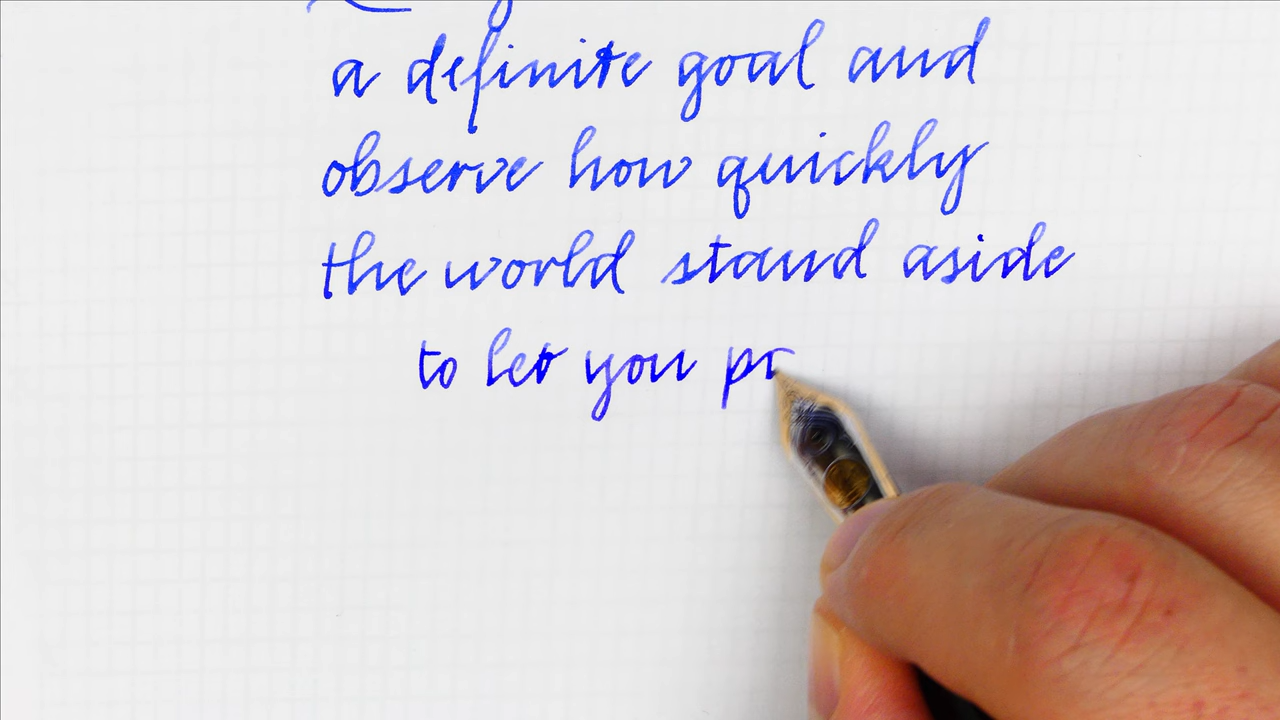 a definite goal and
observe how quickly
the world stand aside
to let you pr